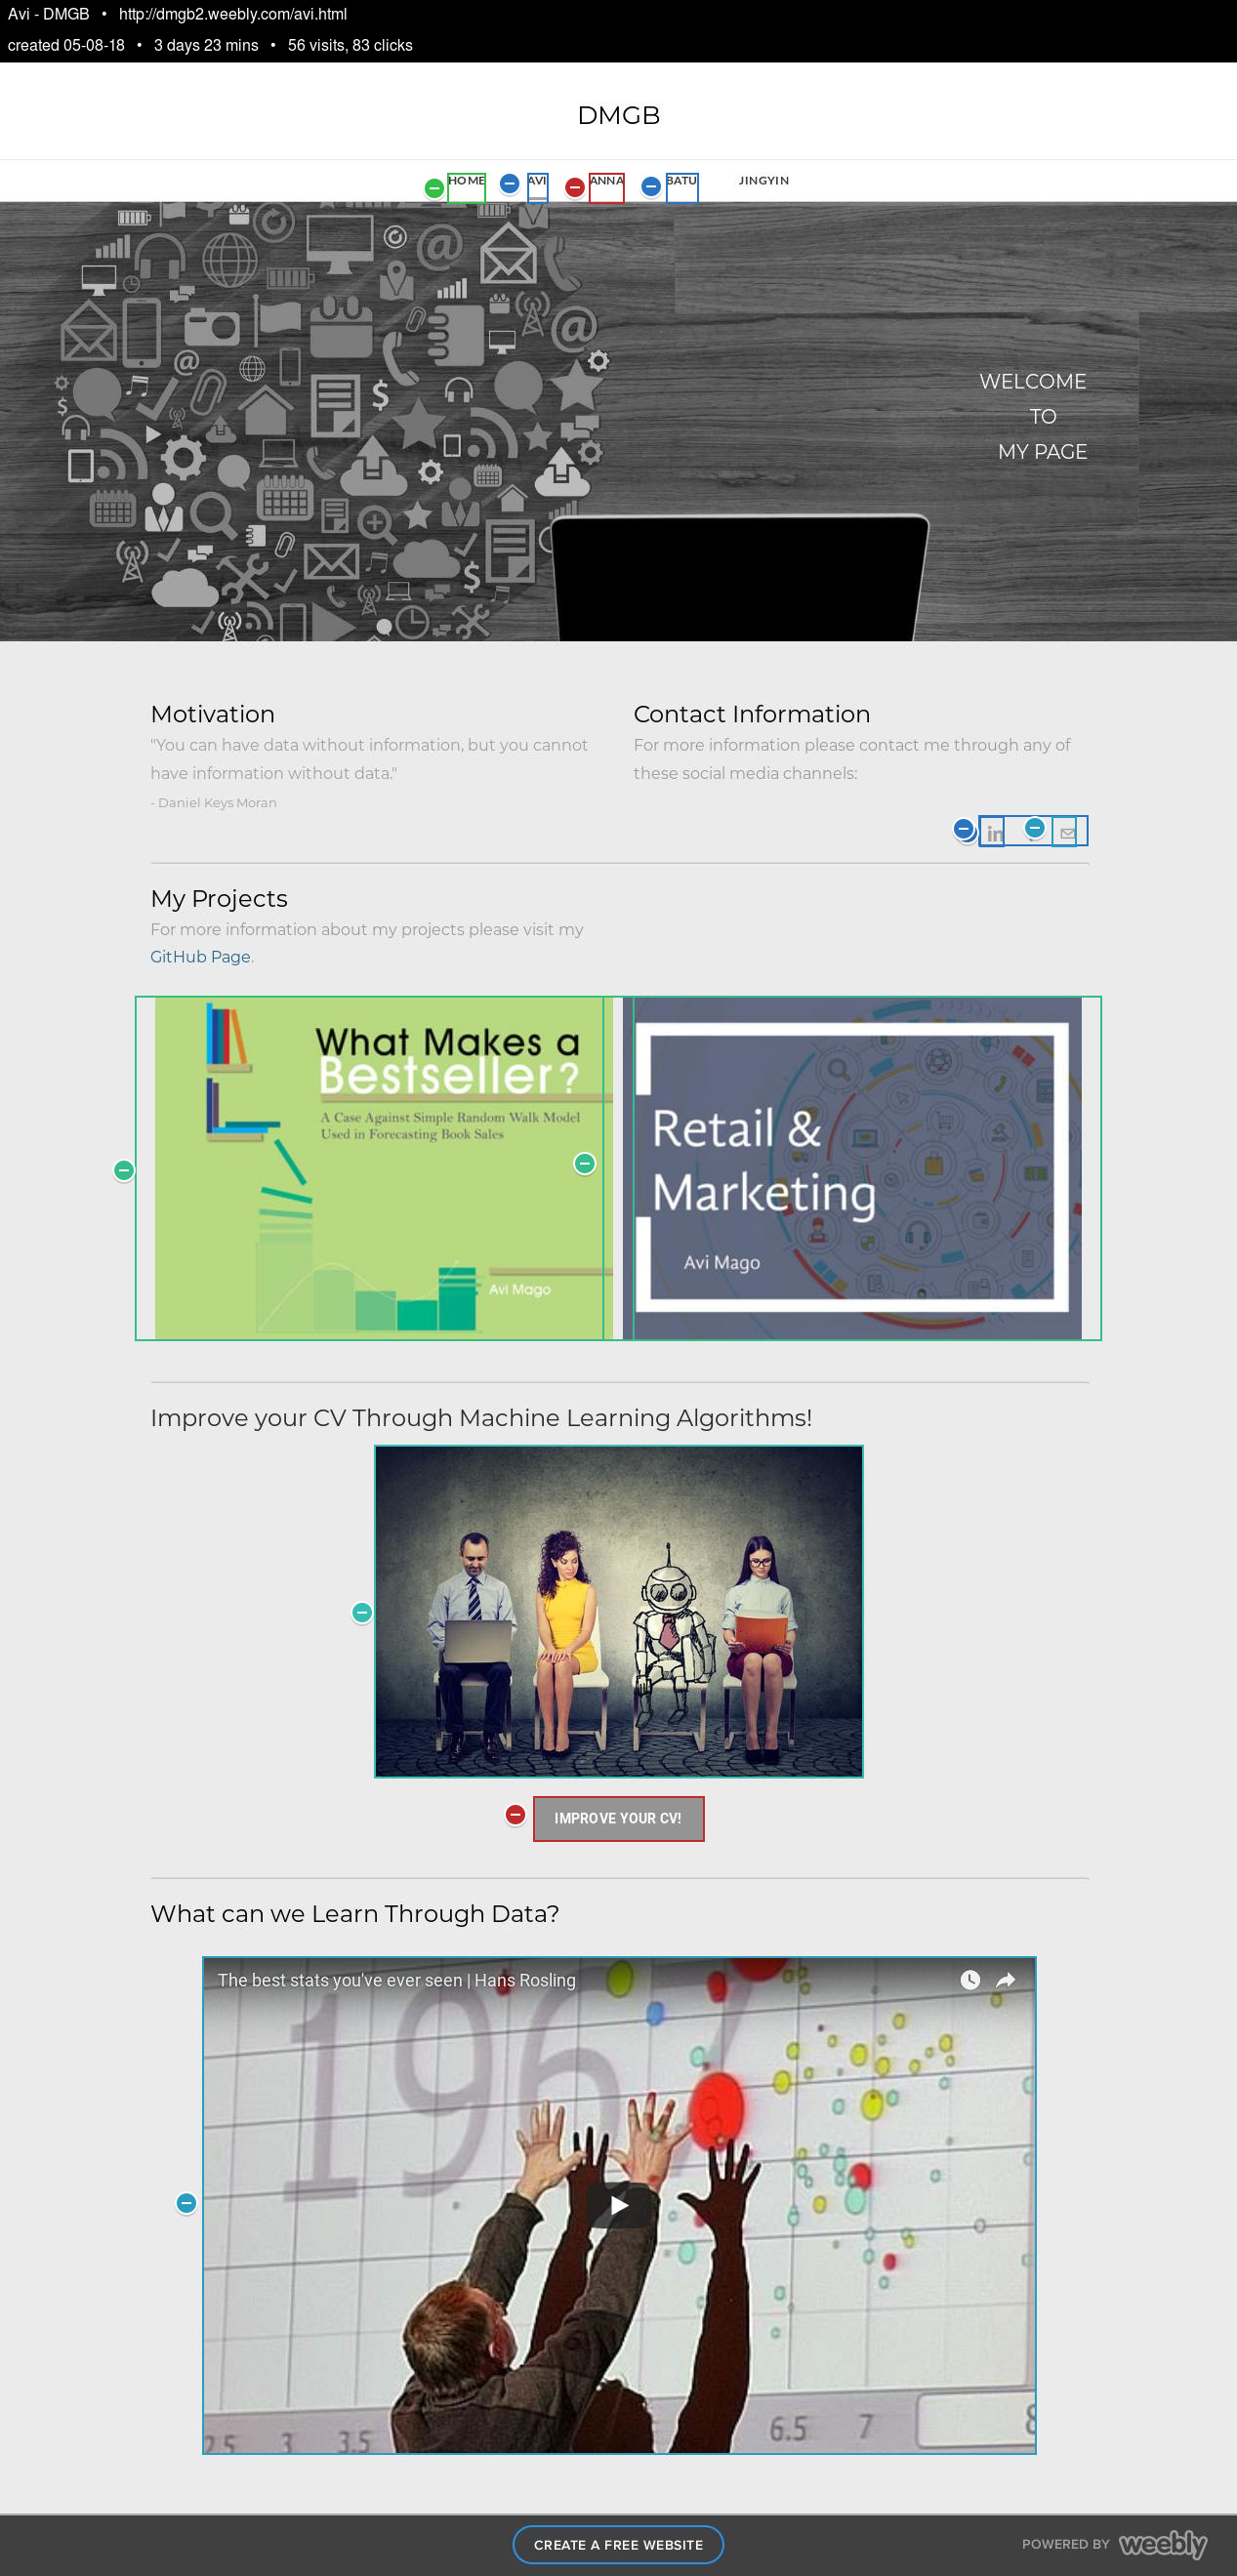 Avi - DMGB • http://dmgb2.weebly.com/avi.html
created 05-08-18 • 3 days 23 mins • 56 visits, 83 clicks
DMGB
HOME AVI ANNA BATU JINGYIN
WELCOME
TO
MY PAGE
Motivation
"You can have data without information, but you cannot
have information without data."
- Daniel Keys Moran
Contact Information
For more information please contact me through any of
these social media channels:
in
My Projects
For more information about my projects please visit my
GitHub Page.
What Makes a
Bestseller?
A Case Against Simple Random Walk Model
Used in Forecasting Book Sales
Avi Mago
Retail &
Marketing
Avi Mago
Improve your CV Through Machine Learning Algorithms!
IMPROVE YOUR CV!
What can we Learn Through Data?
The best stats you've ever seen | Hans Rosling
1967
2.5 3 3.5 6.5 7 8
CREATE A FREE WEBSITE
POWERED BY weebly